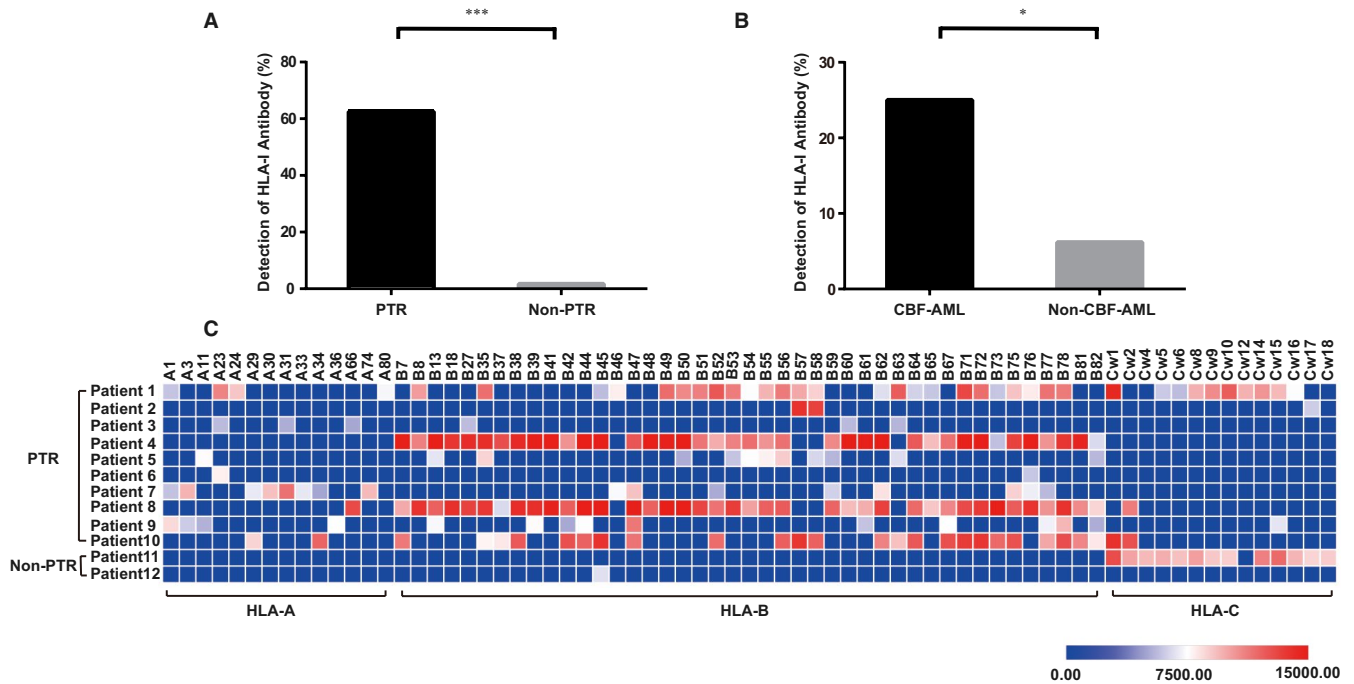 A
***
Detection of HLA-I Antibody (%)
80
60
40
20
0
PTR
Non-PTR
B
*
Detection of HLA-I Antibody (%)
30
20
10
0
CBF-AML
Non-CBF-AML
C
A1 A3 A11 A23 A24 A29 A30 A31 A33 A34 A36 A66 A74 A80 B7 B8 B13 B18 B27 B35 B37 B38 B39 B41 B42 B44 B45 B46 B47 B48 B49 B50 B51 B52 B53 B54 B55 B56 B57 B58 B59 B60 B61 B62 B63 B64 B65 B67 B71 B72 B73 B75 B76 B77 B78 B81 B82 Cw1 Cw2 Cw4 Cw5 Cw6 Cw8 Cw9 Cw10 Cw12 Cw14 Cw15 Cw16 Cw17 Cw18
Patient 1
Patient 2
Patient 3
Patient 4
Patient 5
Patient 6
Patient 7
Patient 8
Patient 9
Patient10
Patient11
Patient12
PTR
Non-PTR
HLA-A
HLA-B
HLA-C
0.00
7500.00
15000.00